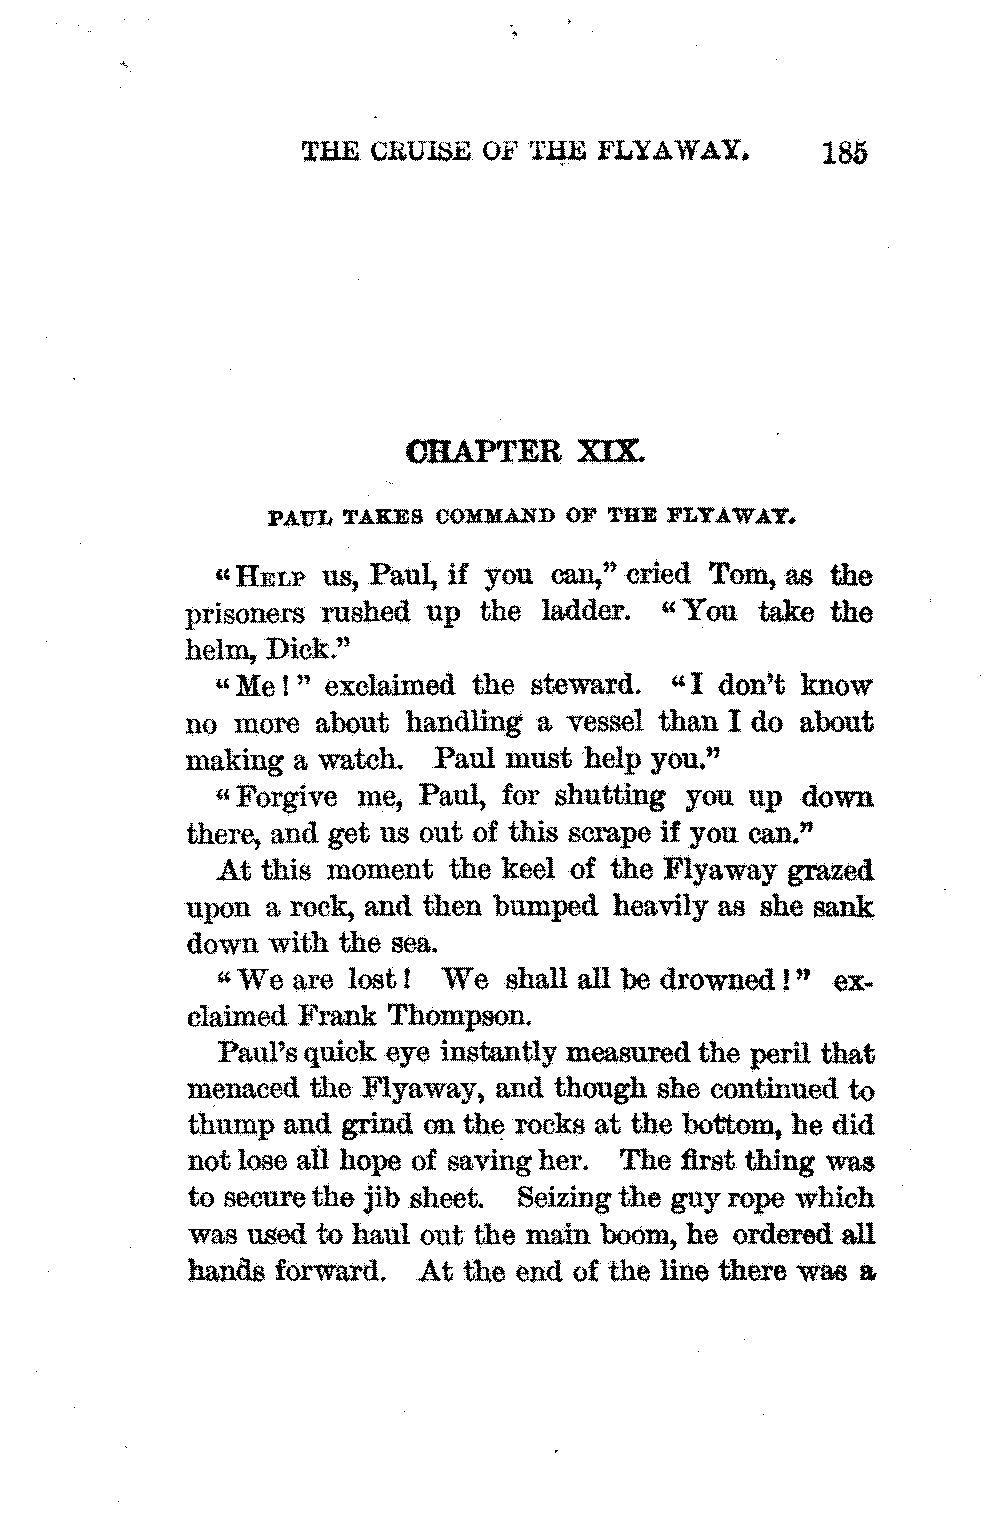 THE CRUISE OF THE FLYAWAY. 185
CHAPTER XIX.
PAUL TAKES COMMAND OF THE FLYAWAY.
“HELP us, Paul, if you can,” cried Tom, as the
prisoners rushed up the ladder. “You take the
helm, Dick.”
“Me!” exclaimed the steward. “I don’t know
no more about handling a vessel than I do about
making a watch. Paul must help you.”
“Forgive me, Paul, for shutting you up down
there, and get us out of this scrape if you can.”
At this moment the keel of the Flyaway grazed
upon a rock, and then bumped heavily as she sank
down with the sea.
“We are lost! We shall all be drowned!” ex-
claimed Frank Thompson.
Paul’s quick eye instantly measured the peril that
menaced the Flyaway, and though she continued to
thump and grind on the rocks at the bottom, he did
not lose all hope of saving her. The first thing was
to secure the jib sheet. Seizing the guy rope which
was used to haul out the main boom, he ordered all
hands forward. At the end of the line there was a